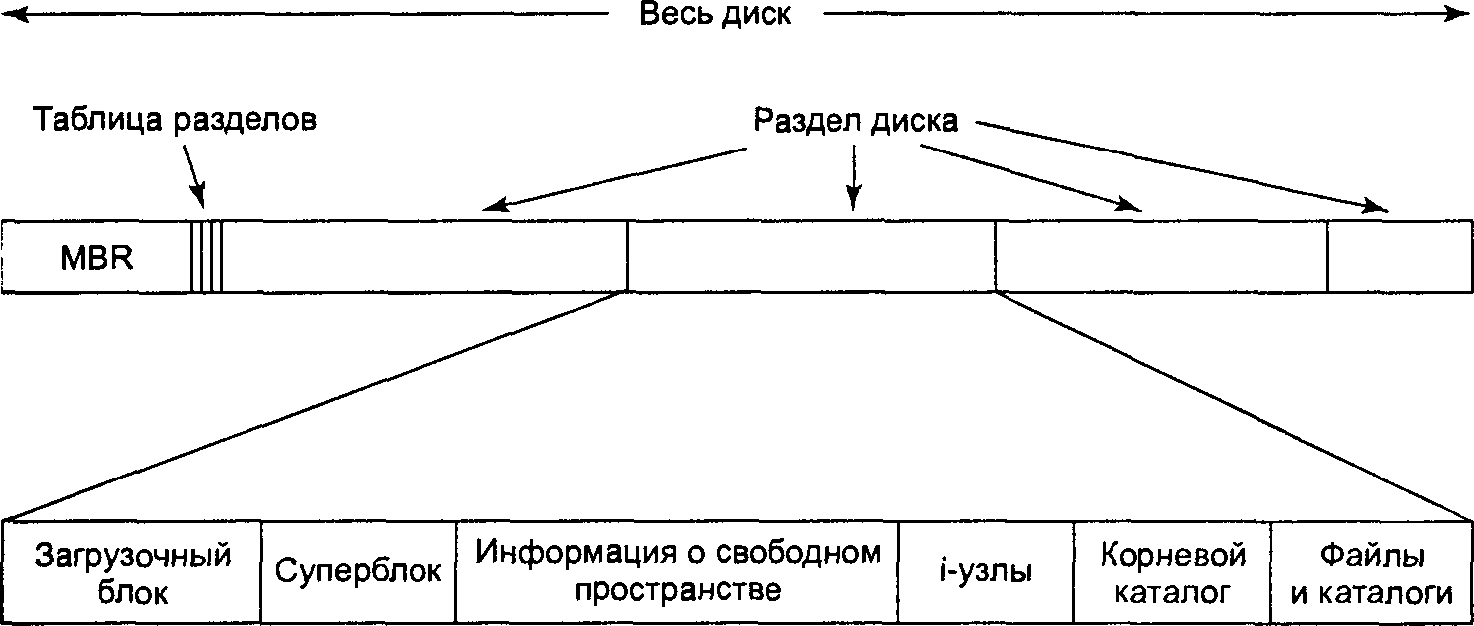 Весь диск
Таблица разделов
Раздел диска
MBR
Загрузочный
блок
Суперблок
Информация о свободном
пространстве
i-узлы
Корневой
каталог
Файлы
и каталоги